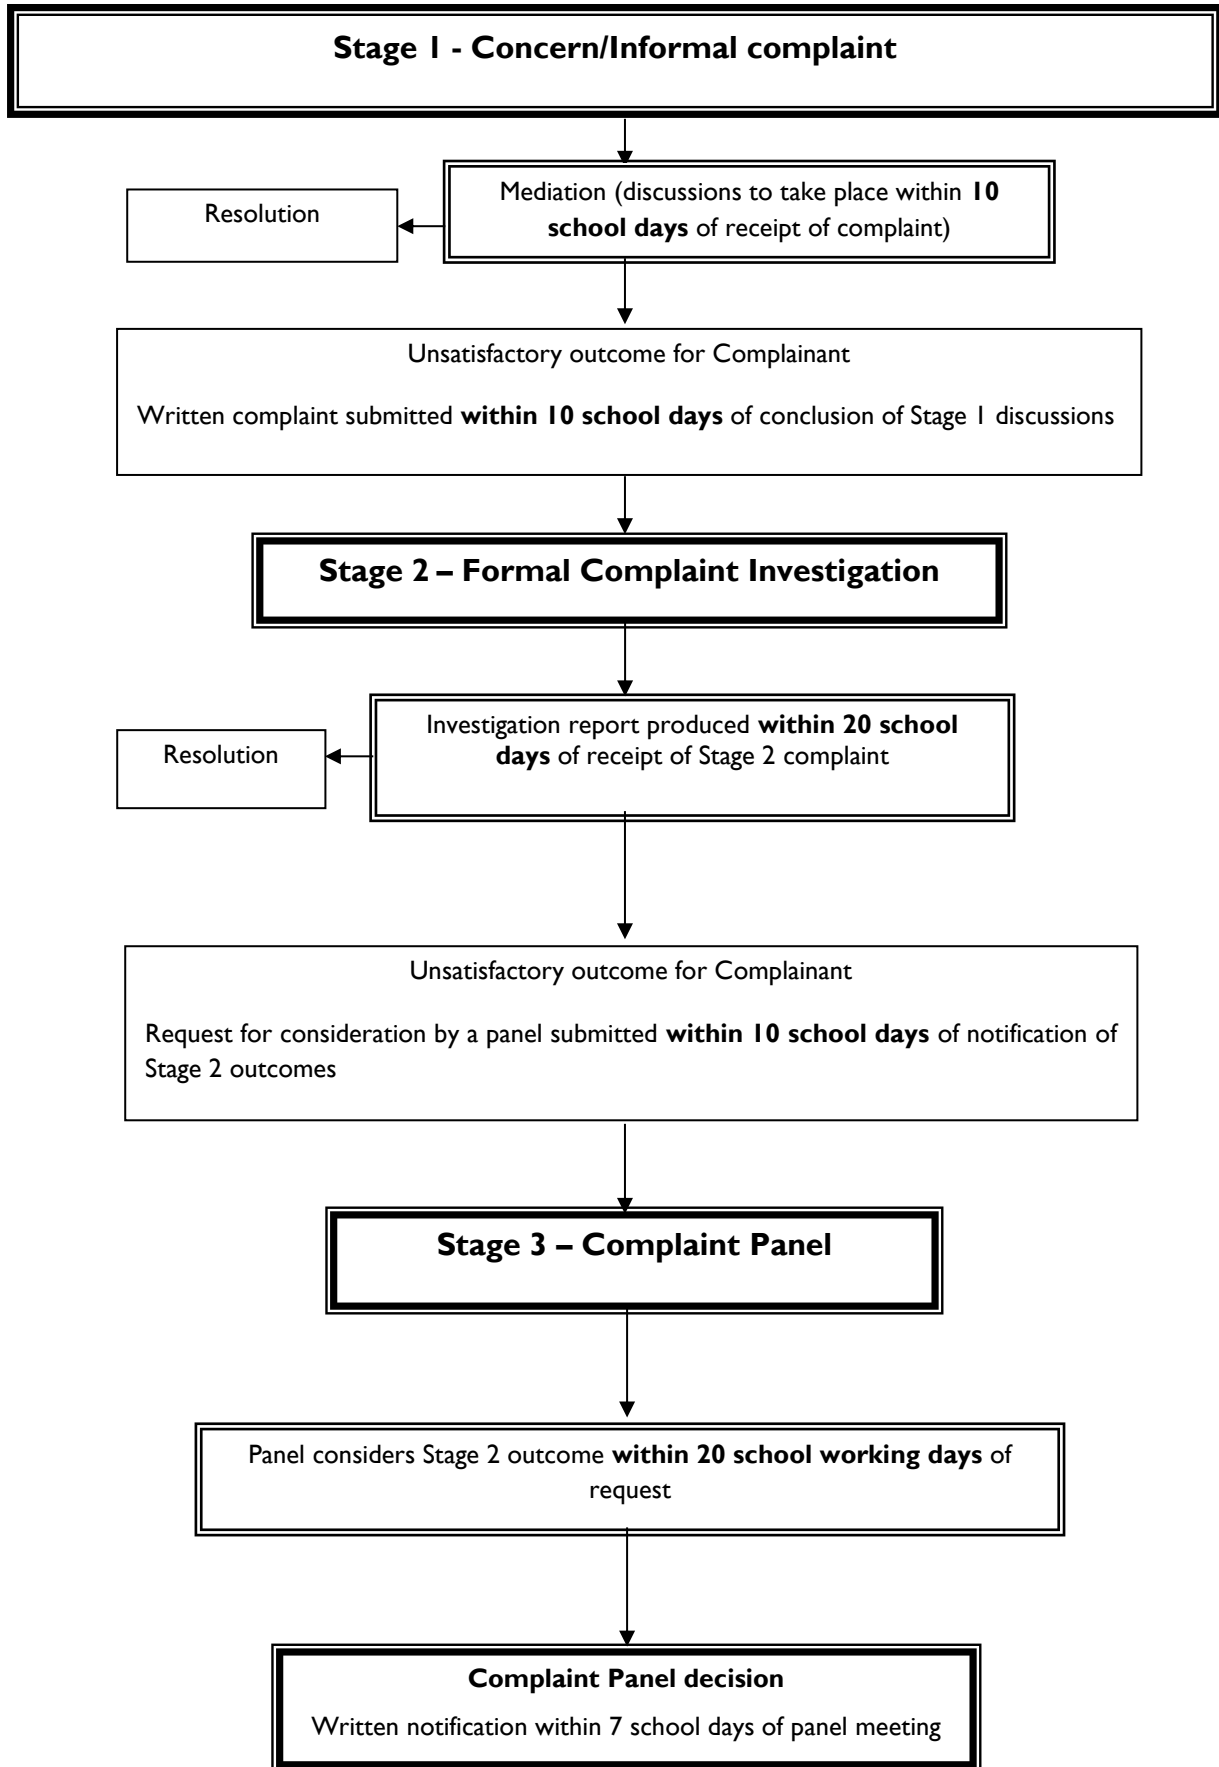 Stage 1 - Concern/Informal complaint
Mediation (discussions to take place within 10
school days of receipt of complaint)
Resolution
Unsatisfactory outcome for Complainant
Written complaint submitted within 10 school days of conclusion of Stage 1 discussions
Stage 2 – Formal Complaint Investigation
Investigation report produced within 20 school
days of receipt of Stage 2 complaint
Resolution
Unsatisfactory outcome for Complainant
Request for consideration by a panel submitted within 10 school days of notification of
Stage 2 outcomes
Stage 3 – Complaint Panel
Panel considers Stage 2 outcome within 20 school working days of
request
Complaint Panel decision
Written notification within 7 school days of panel meeting